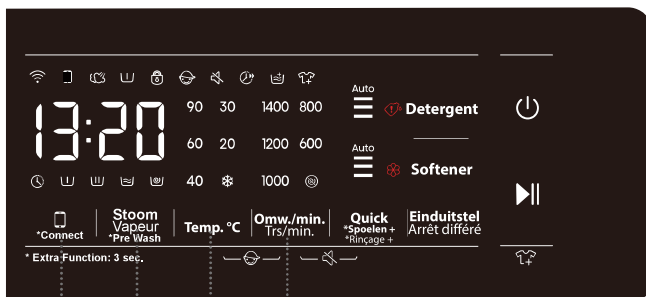 Auto
90 30 1400 800
Detergent
13:20
60 20 1200 600
Auto
Softener
40 1000
*Connect
Stoom
Vapeur
*Pre Wash
Temp. °C
Omw./min.
Trs/min.
Quick
*Spoelen +
*Rinçage +
Einduitstel
Arrêt différé
* Extra Function: 3 sec.